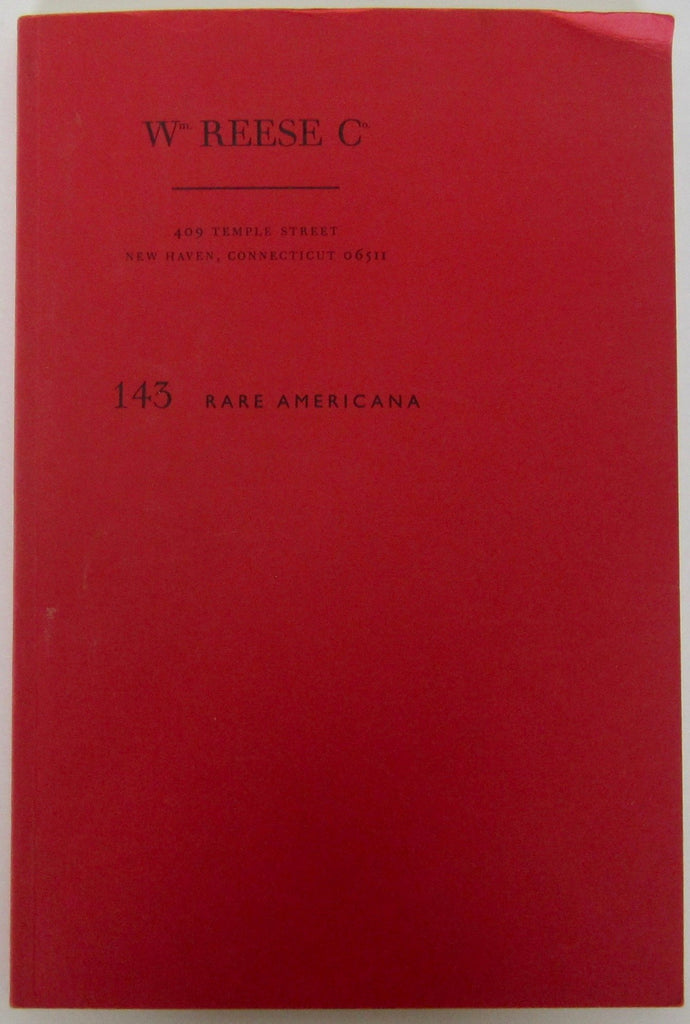 Wm. REESE Co.
409 TEMPLE STREET
NEW HAVEN, CONNECTICUT 06511
143 RARE AMERICANA